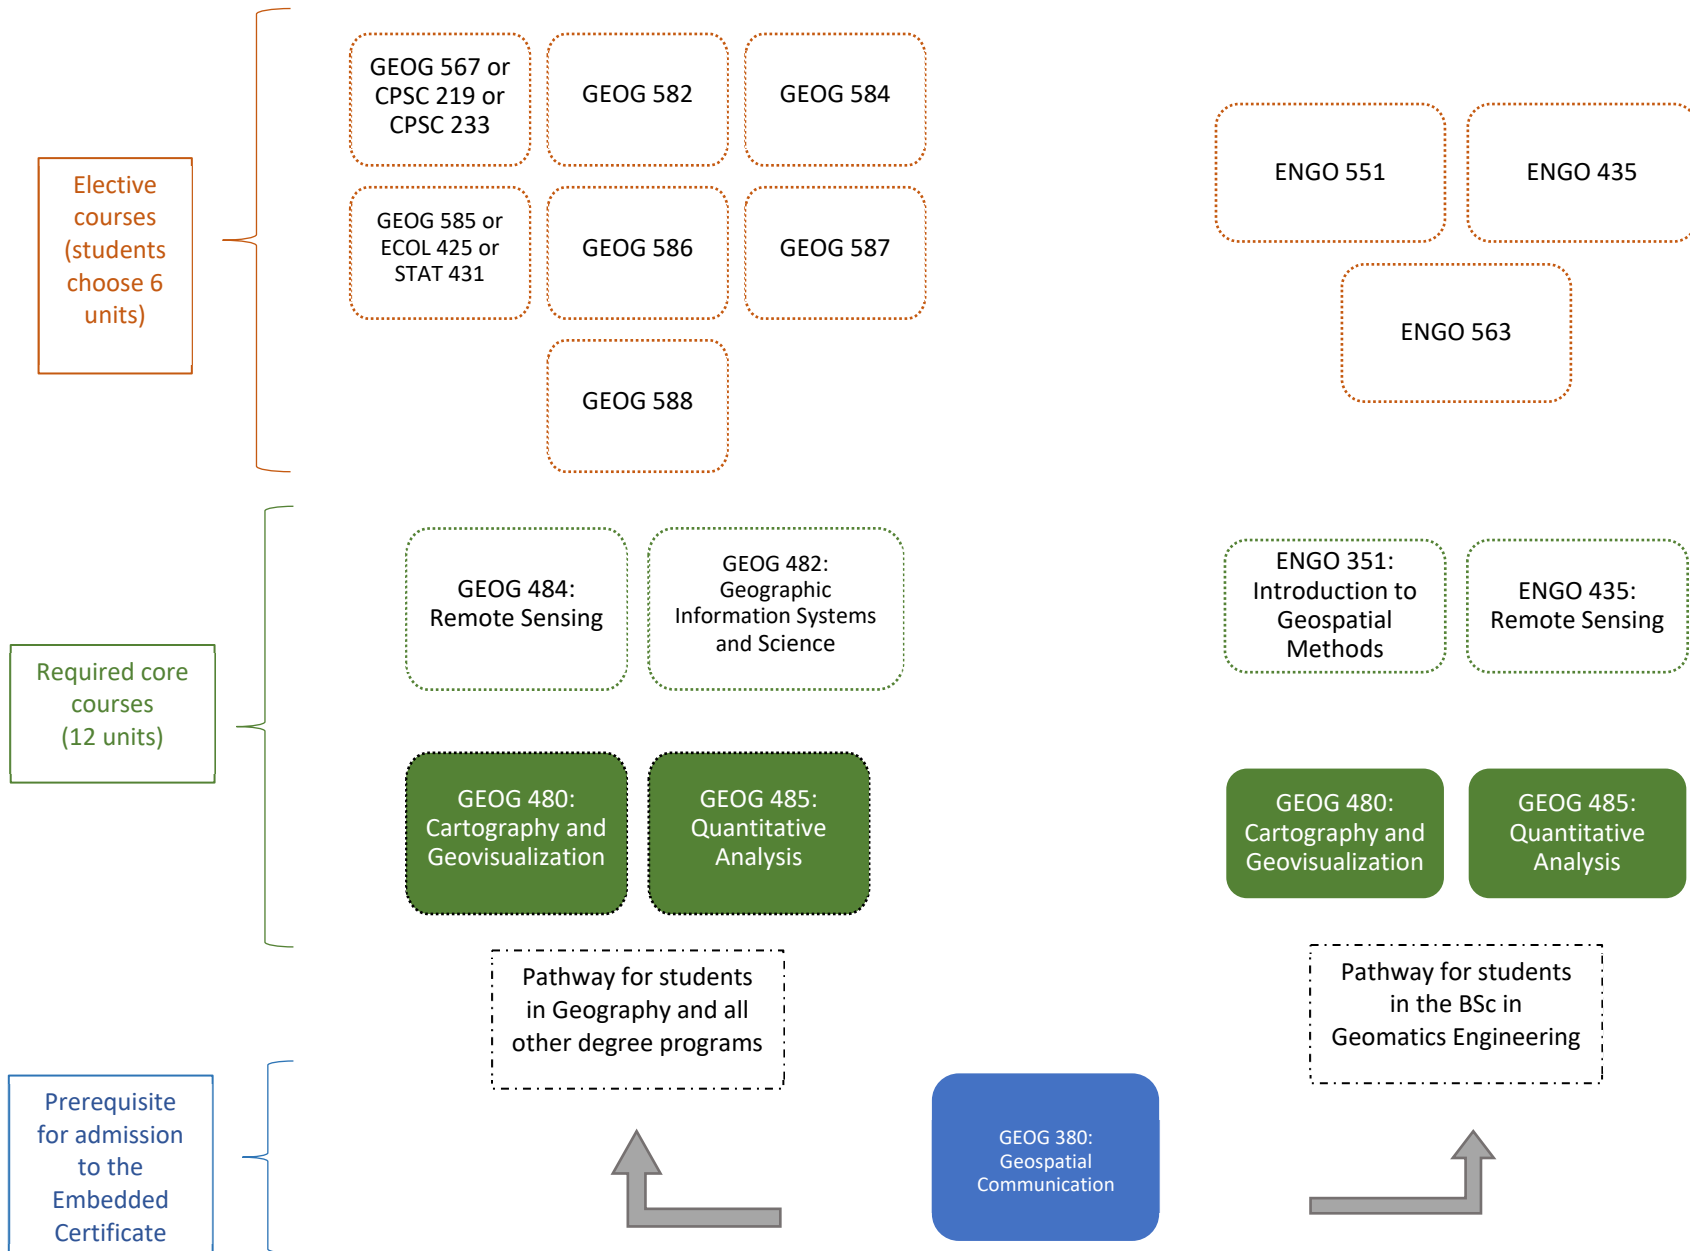 GEOG 567 or
CPSC 219 or
CPSC 233
GEOG 582
GEOG 584
ENGO 551
ENGO 435
Elective
courses
(students
choose 6
units)
GEOG 585 or
ECOL 425 or
STAT 431
GEOG 586
GEOG 587
ENGO 563
GEOG 588
GEOG 484:
Remote Sensing
GEOG 482:
Geographic
Information Systems
and Science
ENGO 351:
Introduction to
Geospatial
Methods
ENGO 435:
Remote Sensing
Required core
courses
(12 units)
GEOG 480:
Cartography and
Geovisualization
GEOG 485:
Quantitative
Analysis
GEOG 480:
Cartography and
Geovisualization
GEOG 485:
Quantitative
Analysis
Pathway for students
in Geography and all
other degree programs
Pathway for students
in the BSc in
Geomatics Engineering
Prerequisite
for admission
to the
Embedded
Certificate
GEOG 380:
Geospatial
Communication